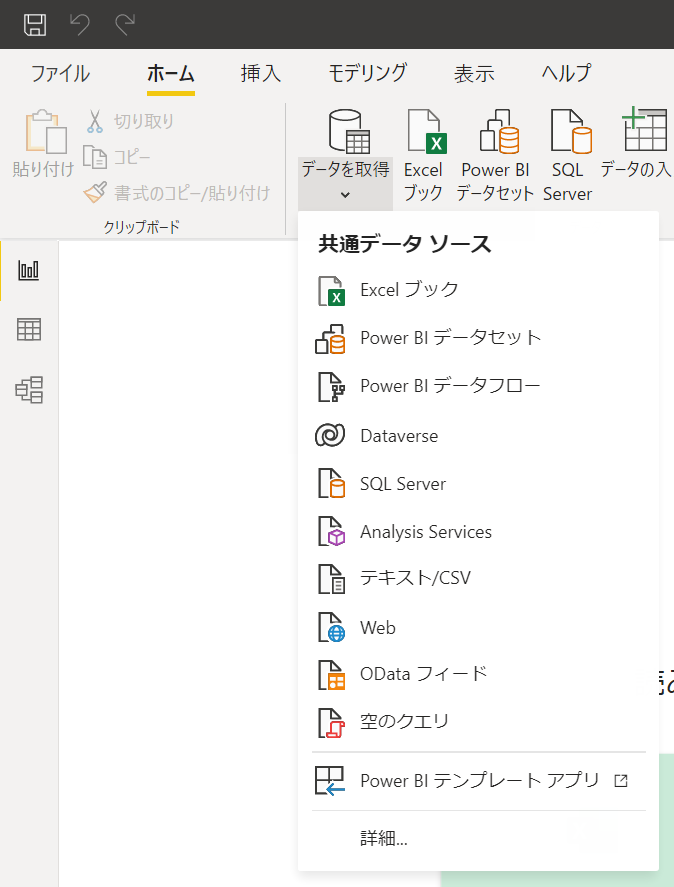 ファイル
ホーム
挿入
モデリング
表示
ヘルプ
貼り付け
切り取り
コピー
書式のコピー/貼り付け
クリップボード
データを取得
Excel
ブック
Power BI
データセット
SQL
Server
データの入
共通データ ソース
Excel ブック
Power BI データセット
Power BI データフロー
Dataverse
SQL Server
Analysis Services
テキスト/CSV
Web
OData フィード
空のクエリ
Power BI テンプレート アプリ
詳細...